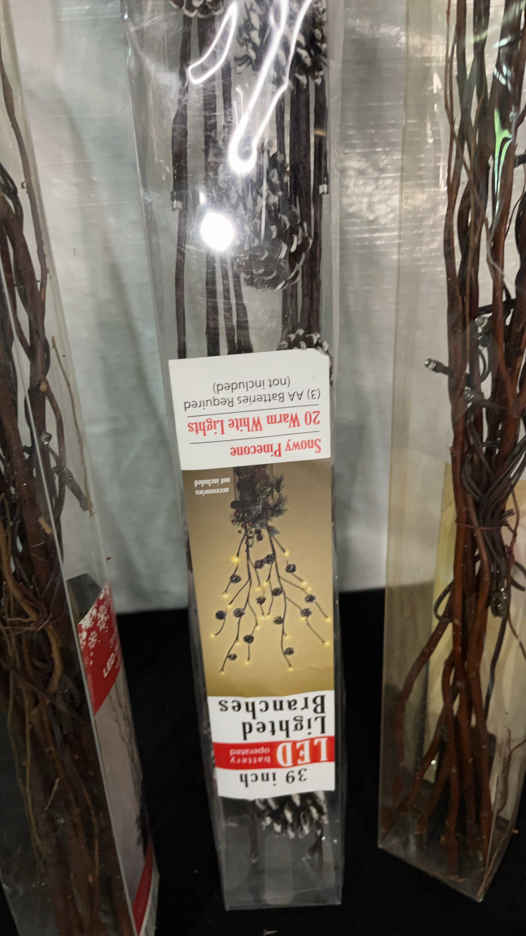 39 inch
LED
battery
operated
Lighted
Branches
accessories
not included
Snowy Pinecone
20 Warm White Lights
(3) AA Batteries Required
(not included)
LED